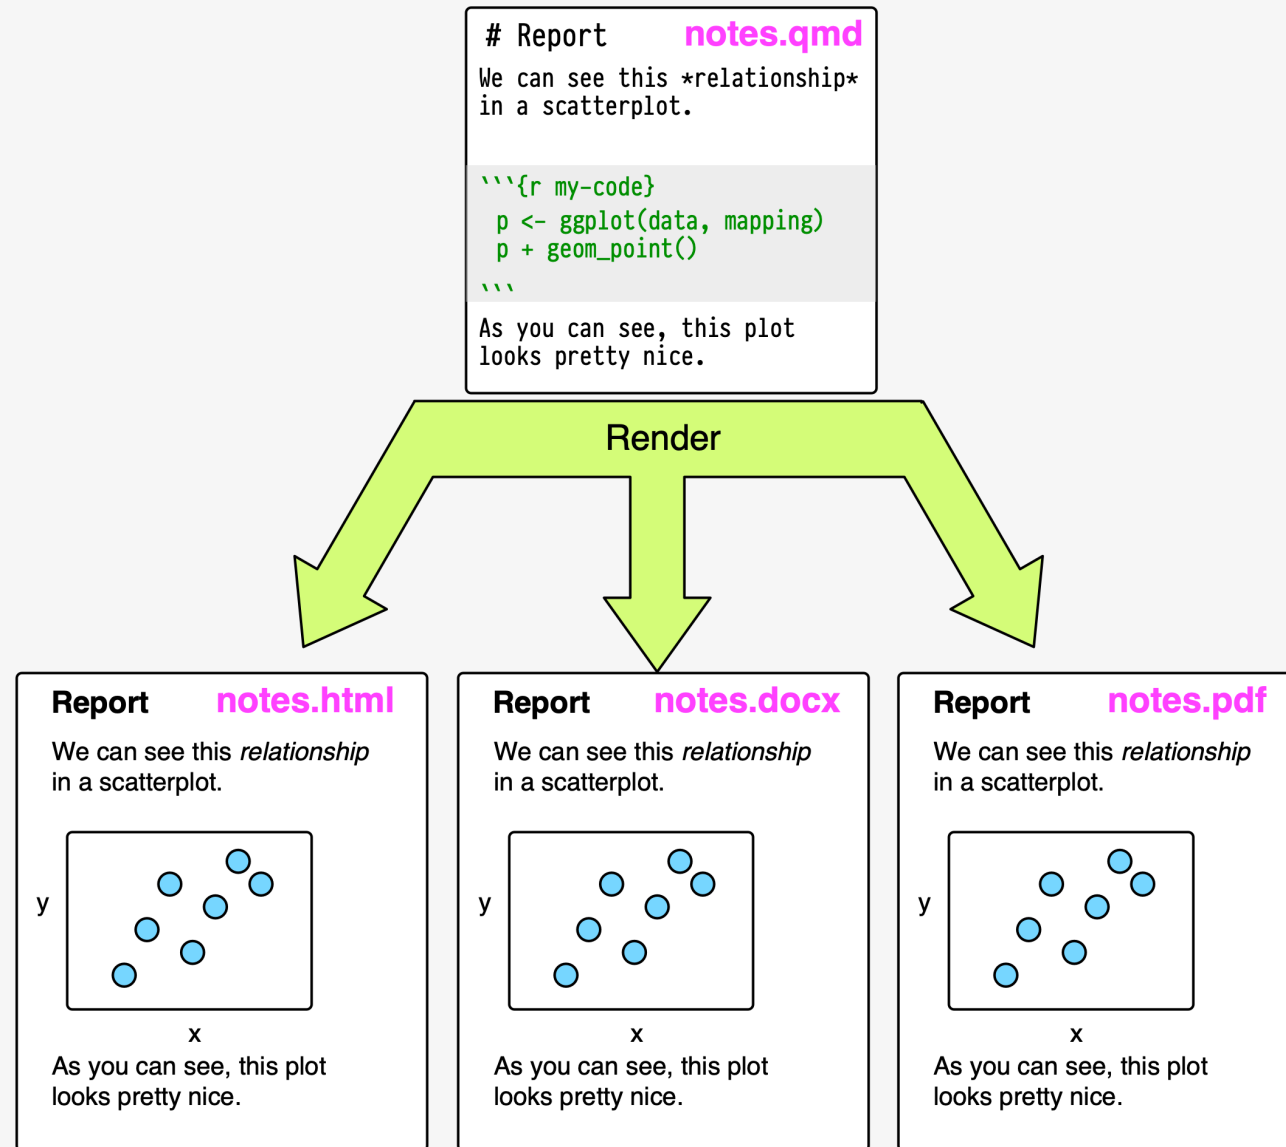 # Report notes.qmd
We can see this *relationship*
in a scatterplot.
```{r my-code}
p <- ggplot(data, mapping)
p + geom_point()
```
As you can see, this plot
looks pretty nice.
Render
Report notes.html
We can see this relationship
in a scatterplot.
y
x
As you can see, this plot
looks pretty nice.
Report notes.docx
We can see this relationship
in a scatterplot.
y
x
As you can see, this plot
looks pretty nice.
Report notes.pdf
We can see this relationship
in a scatterplot.
y
x
As you can see, this plot
looks pretty nice.